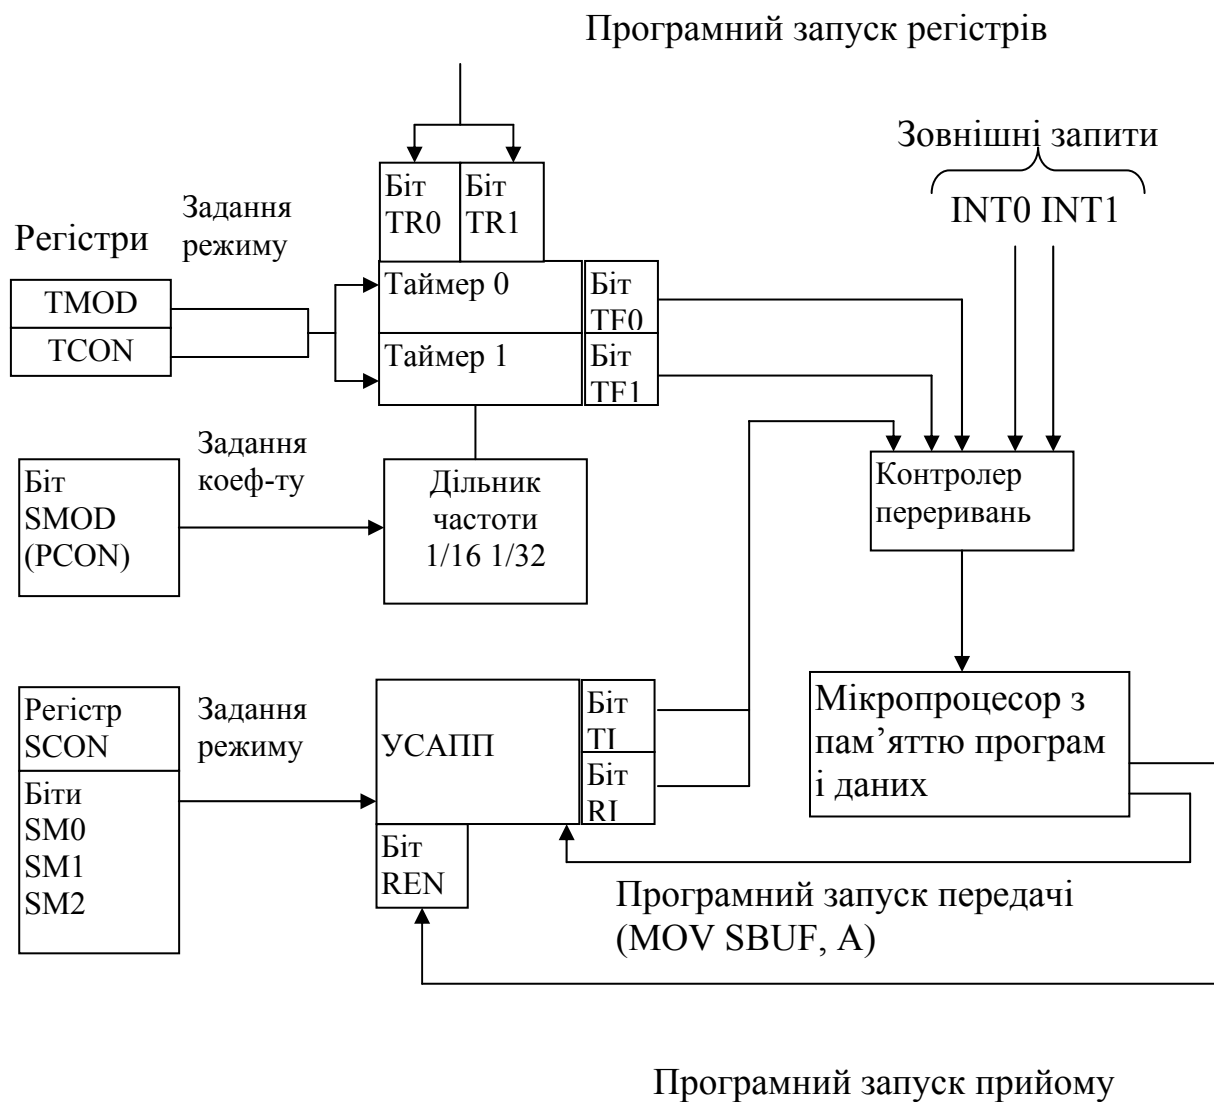 Програмний запуск регістрів
Зовнішні запити
INT0 INT1
Біт
TR0
Біт
TR1
Задання
режиму
Регістри
TMOD
TCON
Таймер 0
Біт
TF0
Таймер 1
Біт
TF1
Задання
коеф-ту
Біт
SMOD
(PCON)
Дільник
частоти
1/16 1/32
Контролер
переривань
Регістр
SCON
Задання
режиму
Біти
SM0
SM1
SM2
УСАПП
Біт
TI
Біт
RI
Біт
REN
Мікропроцесор з
пам’яттю програм
і даних
Програмний запуск передачі
(MOV SBUF, A)
Програмний запуск прийому